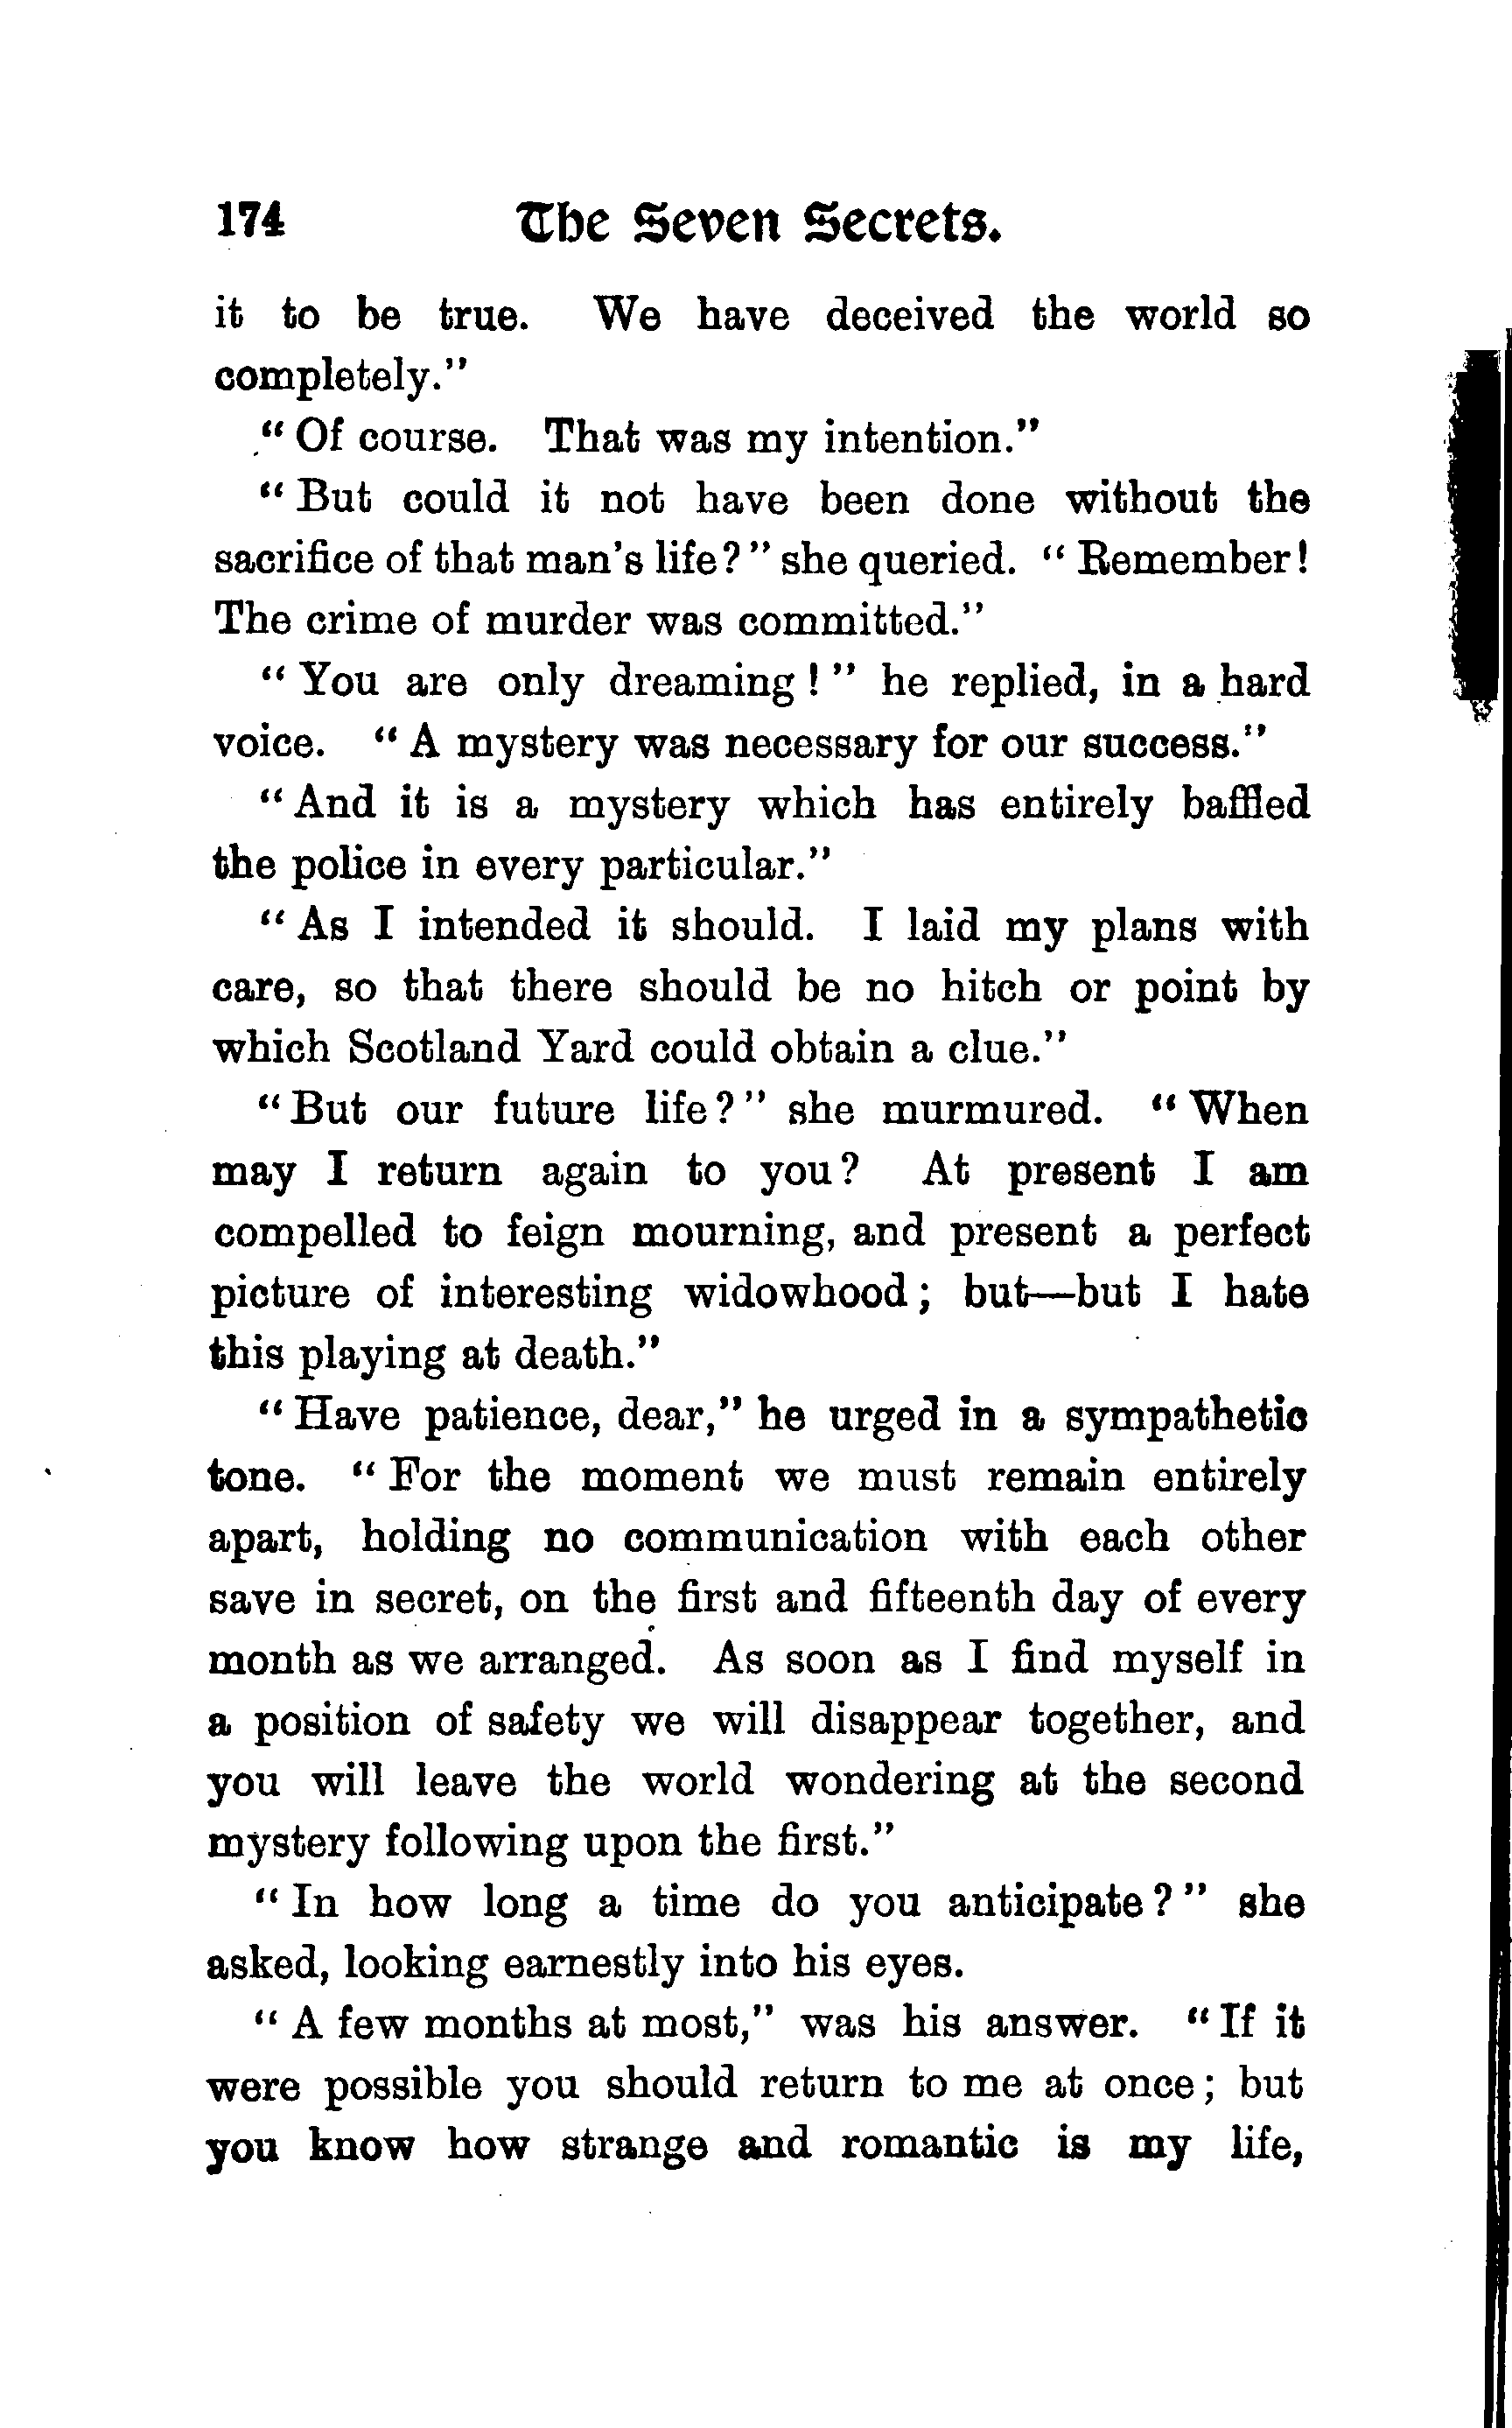 174 The Seven Secrets.
it to be true. We have deceived the world so
completely."
"Of course. That was my intention."
"But could it not have been done without the
sacrifice of that man's life?" she queried. "Remember!
The crime of murder was committed."
"You are only dreaming!" he replied, in a hard
voice. "A mystery was necessary for our success."
"And it is a mystery which has entirely baffled
the police in every particular."
"As I intended it should. I laid my plans with
care, so that there should be no hitch or point by
which Scotland Yard could obtain a clue."
"But our future life?" she murmured. "When
may I return again to you? At present I am
compelled to feign mourning, and present a perfect
picture of interesting widowhood; but—but I hate
this playing at death."
"Have patience, dear," he urged in a sympathetic
tone. "For the moment we must remain entirely
apart, holding no communication with each other
save in secret, on the first and fifteenth day of every
month as we arranged. As soon as I find myself in
a position of safety we will disappear together, and
you will leave the world wondering at the second
mystery following upon the first."
"In how long a time do you anticipate?" she
asked, looking earnestly into his eyes.
"A few months at most," was his answer. "If it
were possible you should return to me at once; but
you know how strange and romantic is my life,